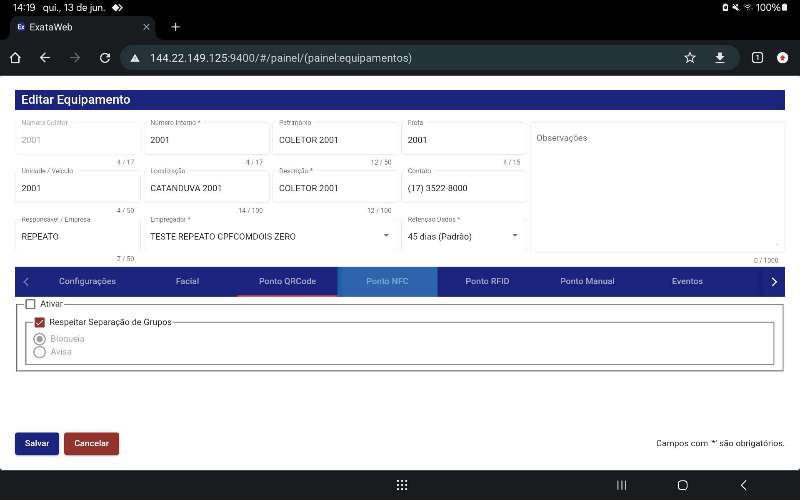 14:19 qui., 13 de jun. 100%
Ex ExataWeb
144.22.149.125:9400/#/painel/(painel:equipamentos) 1
Editar Equipamento
Número Coletor Número Interno * Patrimônio Frota
2001 2001 COLETOR 2001 2001 Observações
4 / 17 4 / 17 12 / 50 4 / 15
Unidade / Veículo Localização Descrição * Contato
2001 CATANDUVA 2001 COLETOR 2001 (17) 3522-8000
4 / 50 14 / 100 12 / 100
Responsável / Empresa Empregador * Retenção Dados *
REPEATO TESTE REPEATO CPFCOMDOIS ZERO 45 dias (Padrão)
7 / 50 0 / 1000
Configurações Facial Ponto QRCode Ponto NFC Ponto RFID Ponto Manual Eventos
Ativar
Respeitar Separação de Grupos
Bloqueia
Avisa
Salvar Cancelar Campos com '*' são obrigatórios.